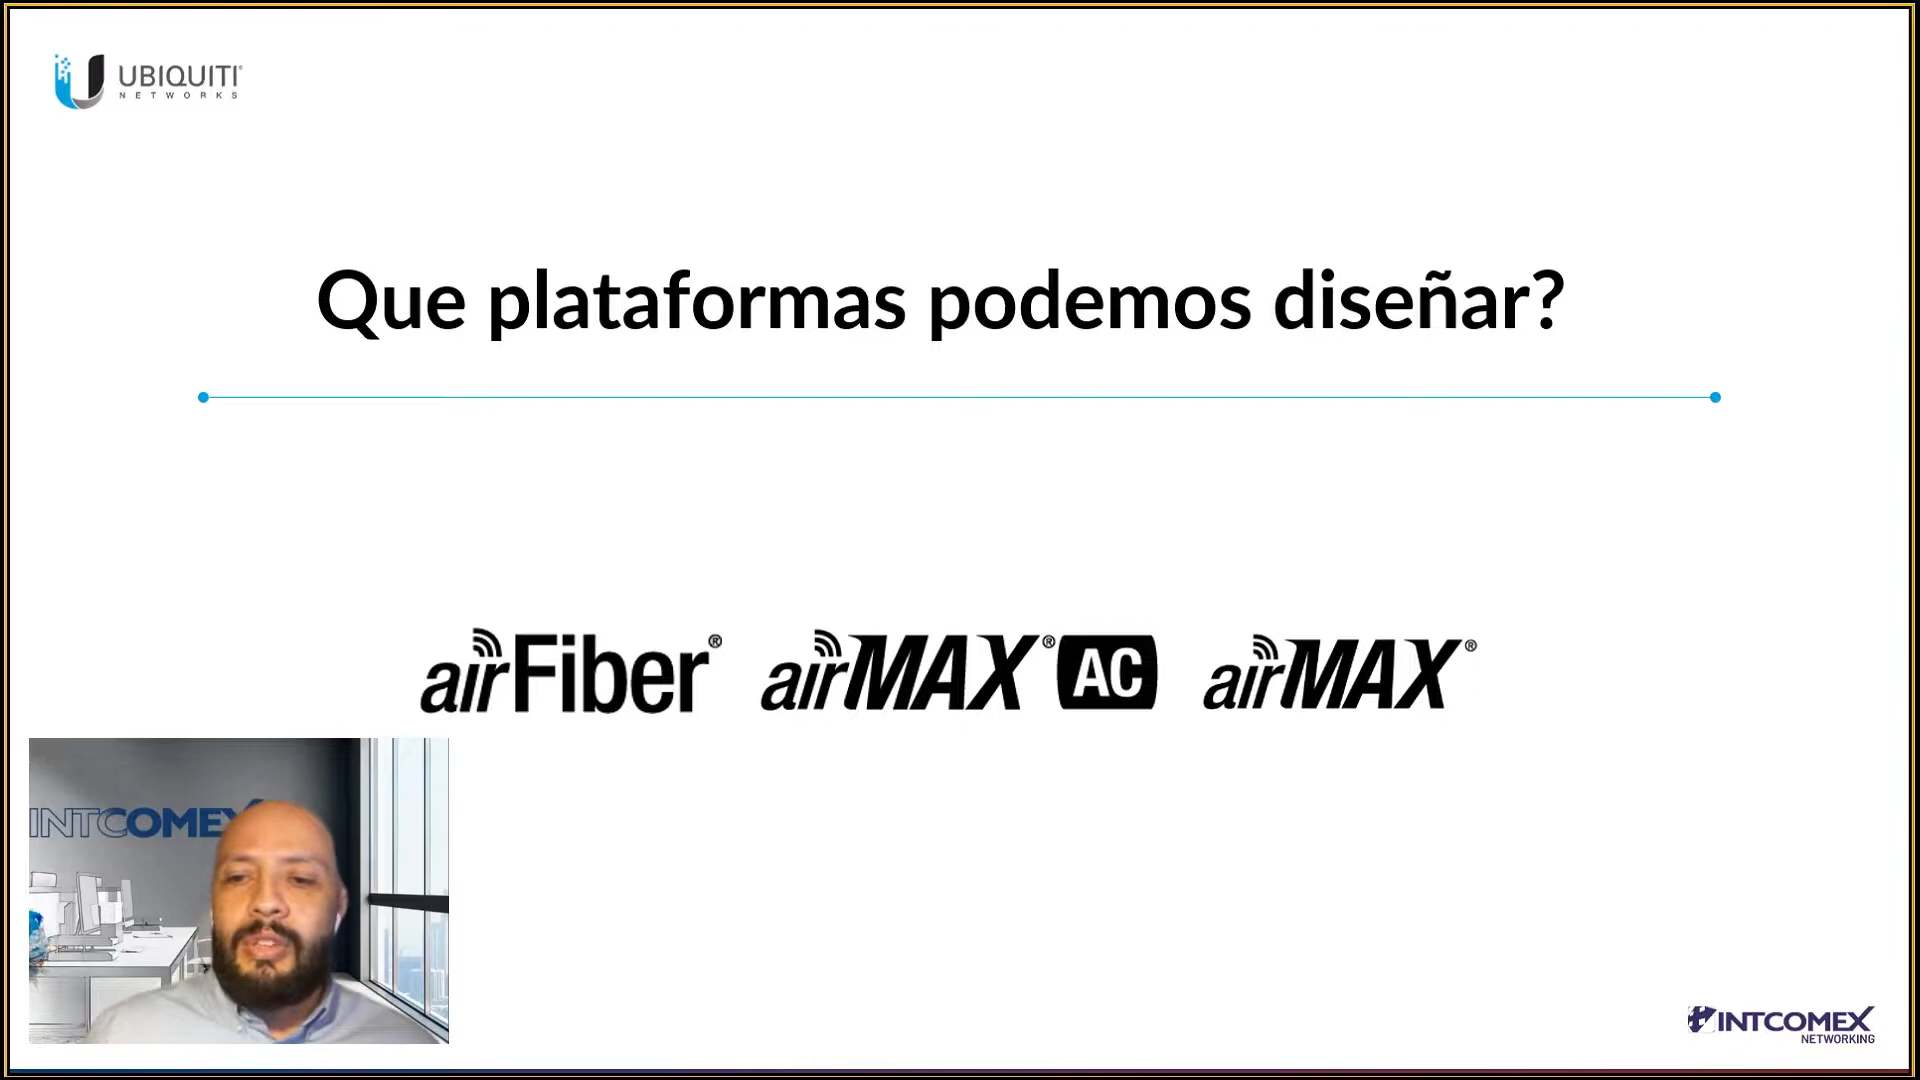 UBIQUITI®
NETWORKS
Que plataformas podemos diseñar?
airFiber® airMAX® AC airMAX®
INTCOMEX
INTCOMEX
NETWORKING